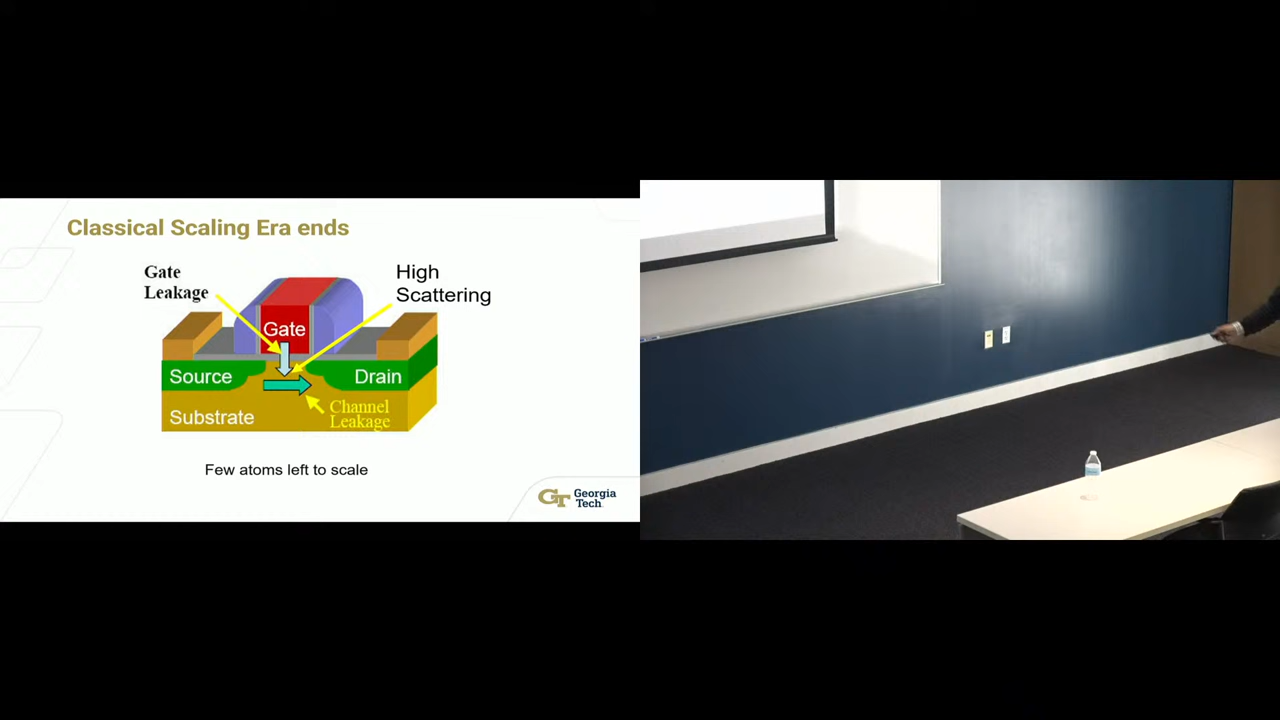 Classical Scaling Era ends
Gate
Leakage
High
Scattering
Gate
Source
Drain
Channel
Leakage
Substrate
Few atoms left to scale
GT Georgia
Tech